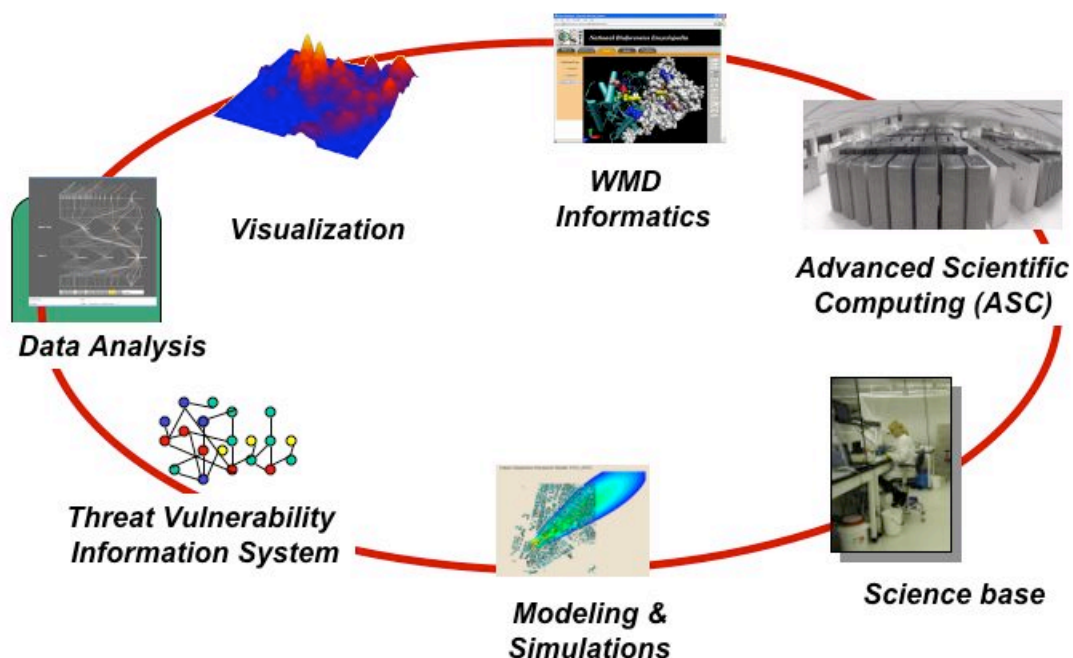 National Bioforensics Encyclopedia
WMD
Informatics
Visualization
Advanced Scientific
Computing (ASC)
Data Analysis
Threat Vulnerability
Information System
Modeling &
Simulations
Science base